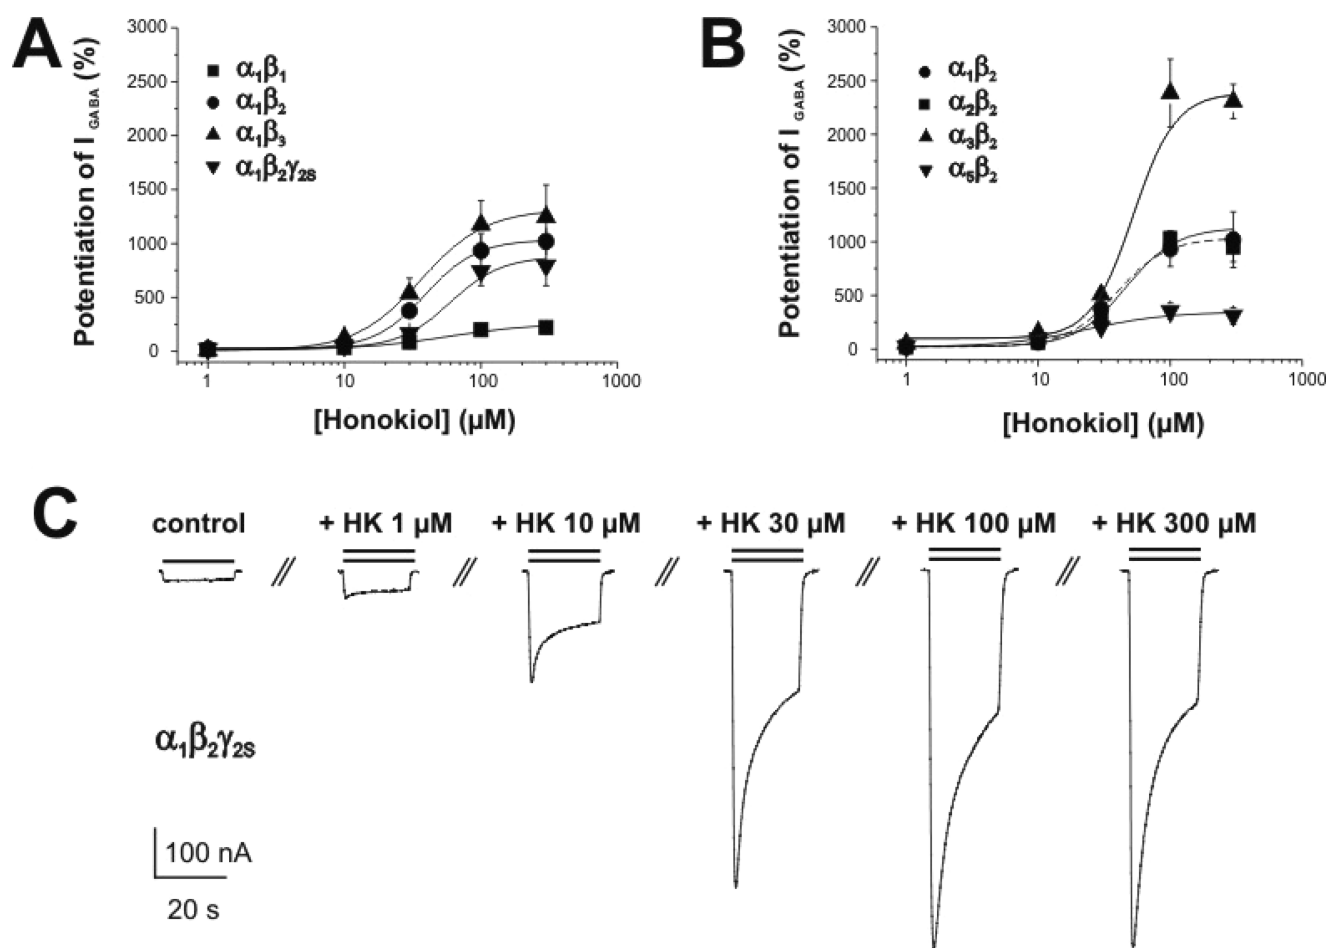 A
Potentiation of I GABA (%)
3000
2500
2000
1500
1000
500
0
α₁β₁
α₁β₂
α₁β₃
α₁β₂γ₂S
1 10 100 1000
[Honokiol] (µM)
B
Potentiation of I GABA (%)
3000
2500
2000
1500
1000
500
0
α₁β₂
α₂β₂
α₃β₂
α₅β₂
1 10 100 1000
[Honokiol] (µM)
C
control + HK 1 µM + HK 10 µM + HK 30 µM + HK 100 µM + HK 300 µM
α₁β₂γ₂S
100 nA
20 s